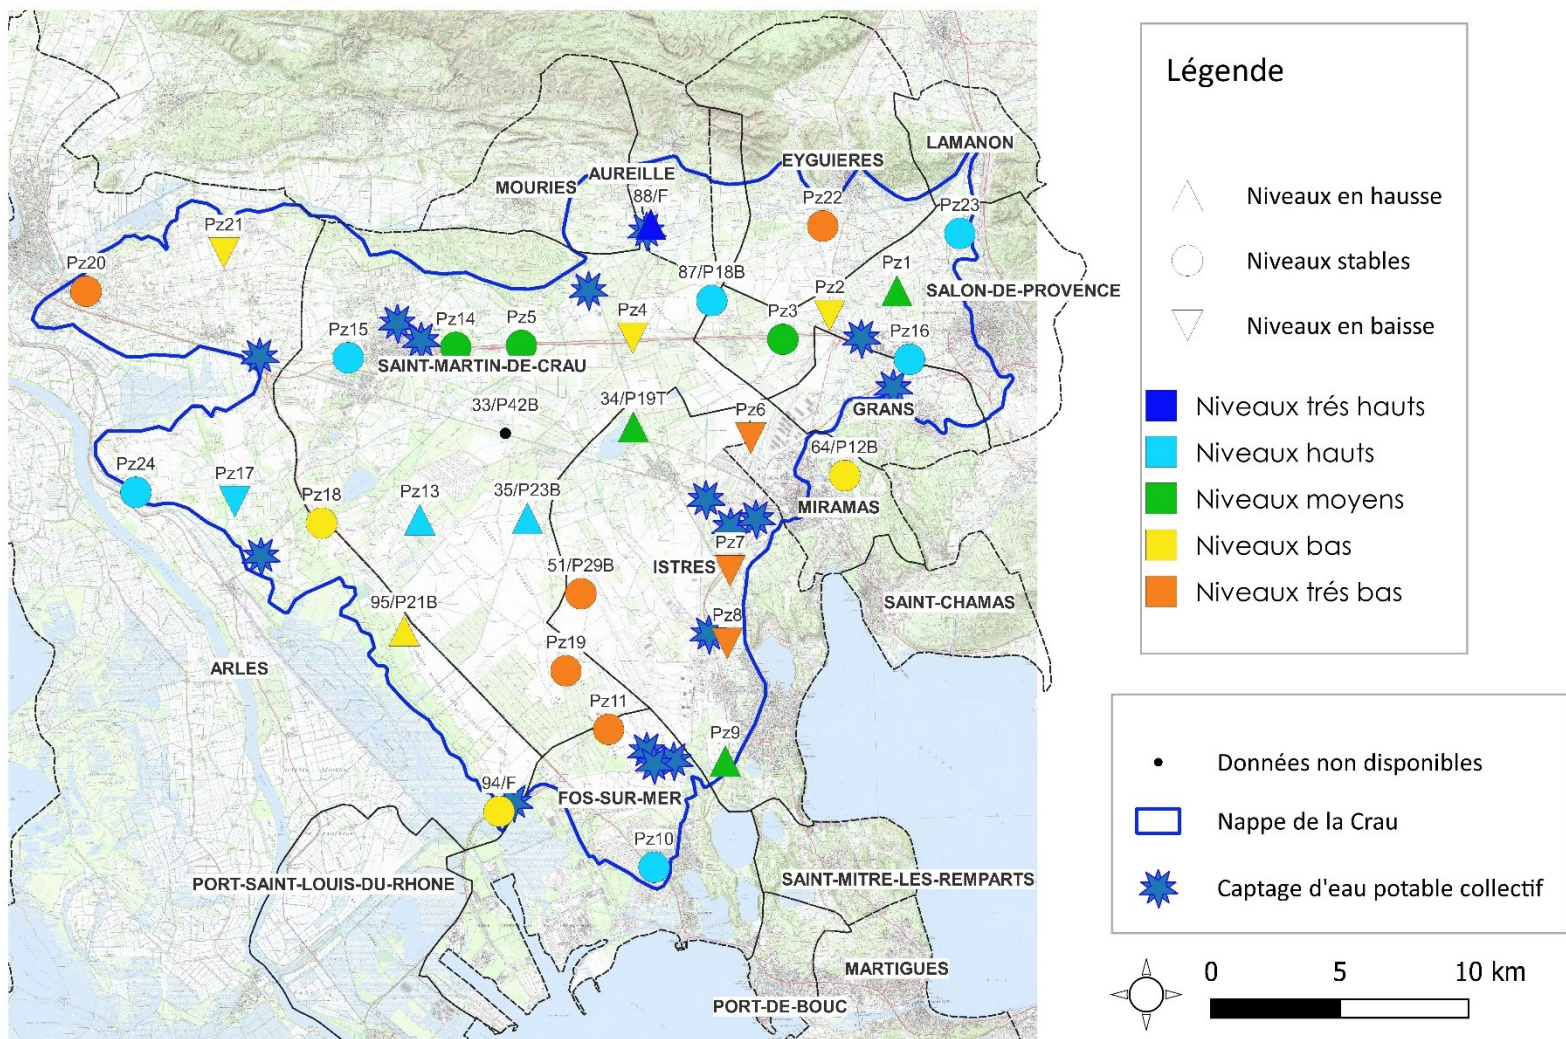 LAMANON
EYGUIERES
AUREILLE
MOURIES
88/F
Pz22
Pz23
Pz21
Pz20
87/P18B
Pz1
Pz2
SALON-DE-PROVENCE
Pz4
Pz3
Pz5
Pz14
Pz15
Pz16
SAINT-MARTIN-DE-CRAU
33/P42B
34/P19T
GRANS
Pz6
64/P12B
Pz24
Pz17
Pz18
Pz13
35/P23B
MIRAMAS
Pz7
51/P29B
ISTRES
SAINT-CHAMAS
95/P21B
Pz8
ARLES
Pz19
Pz11
Pz9
94/F
FOS-SUR-MER
Pz10
PORT-SAINT-LOUIS-DU-RHONE
SAINT-MITRE-LES-REMPARTS
MARTIGUES
PORT-DE-BOUC
Légende
Niveaux en hausse
Niveaux stables
Niveaux en baisse
Niveaux trés hauts
Niveaux hauts
Niveaux moyens
Niveaux bas
Niveaux trés bas
Données non disponibles
Nappe de la Crau
Captage d'eau potable collectif
0 5 10 km